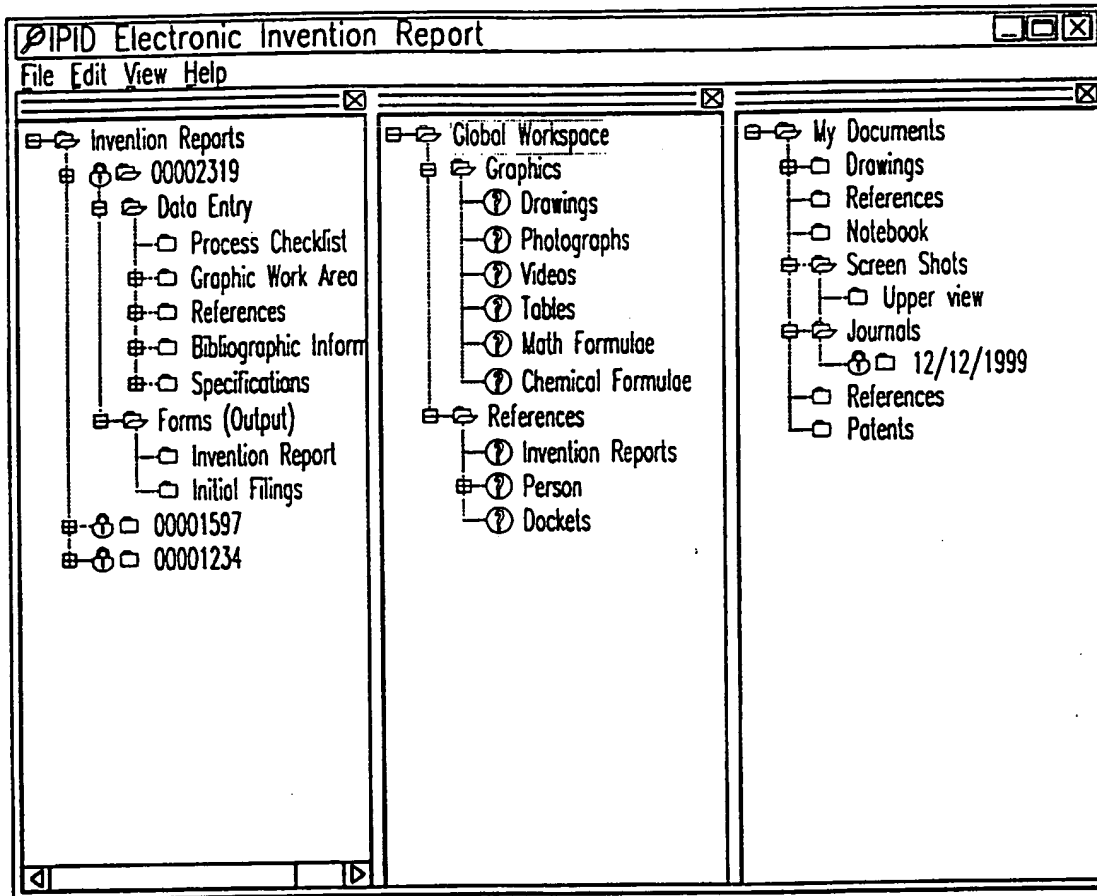 IPID Electronic Invention Report
File Edit View Help
Invention Reports
00002319
Data Entry
Process Checklist
Graphic Work Area
References
Bibliographic Inform
Specifications
Forms (Output)
Invention Report
Initial Filings
00001597
00001234
Global Workspace
Graphics
Drawings
Photographs
Videos
Tables
Math Formulae
Chemical Formulae
References
Invention Reports
Person
Dockets
My Documents
Drawings
References
Notebook
Screen Shots
Upper view
Journals
12/12/1999
References
Patents